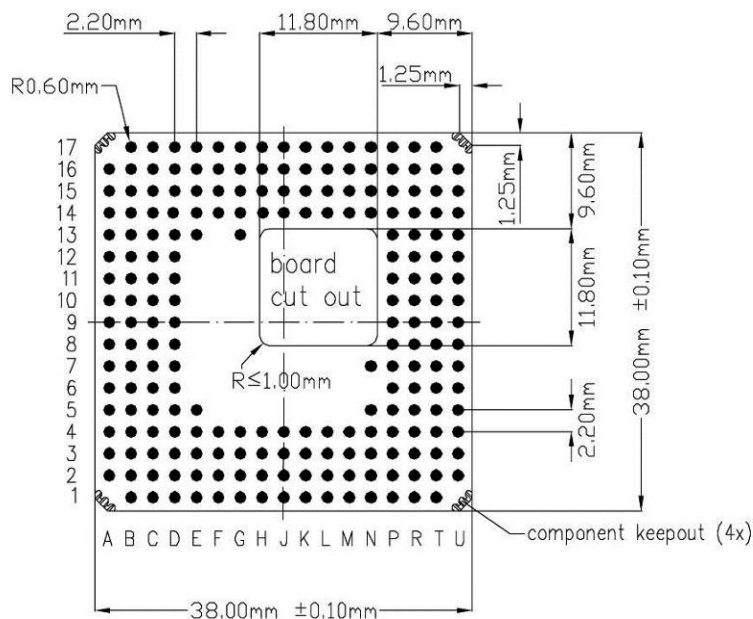 2.20mm
11.80mm
9.60mm
1.25mm
R0.60mm
17
16
15
14
13
12
11
10
9
8
7
6
5
4
3
2
1
board
cut out
R≤1.00mm
1.25mm
9.60mm
11.80mm
2.20mm
38.00mm ±0.10mm
component keepout (4x)
A B C D E F G H J K L M N P R T U
38.00mm ±0.10mm